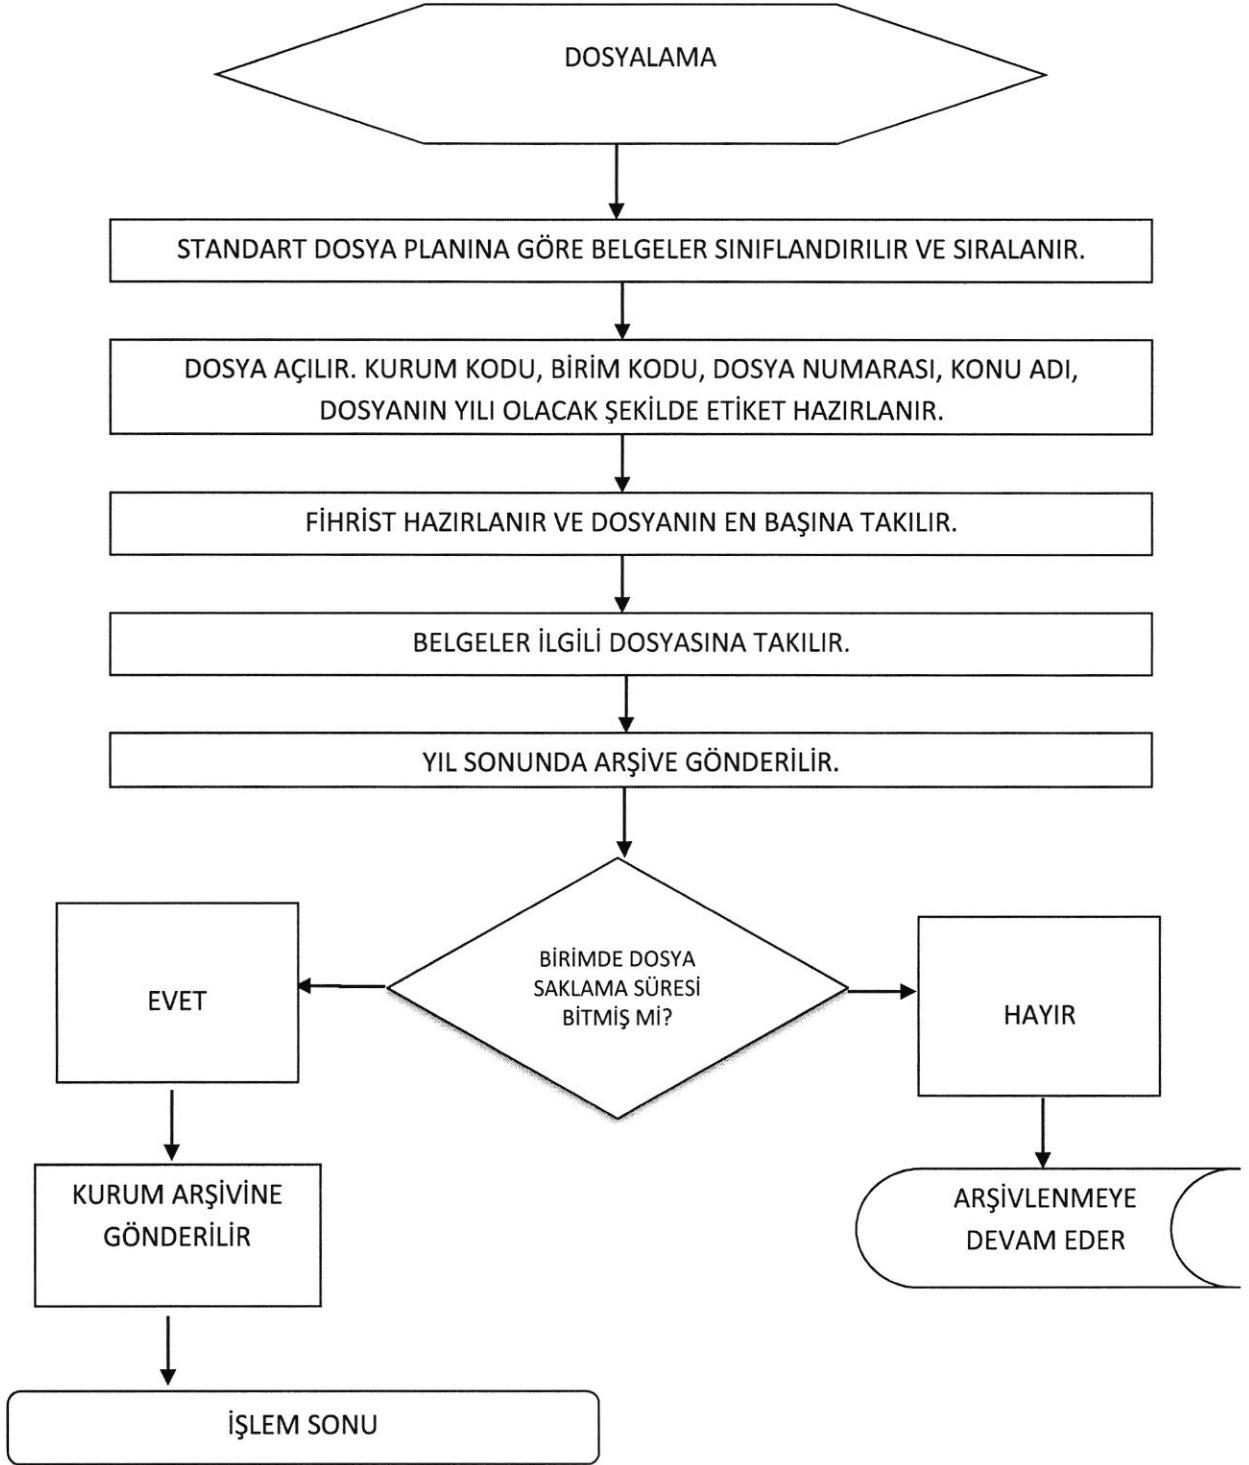 DOSYALAMA
STANDART DOSYA PLANINA GÖRE BELGELER SINIFLANDIRILIR VE SIRALANIR.
DOSYA AÇILIR. KURUM KODU, BİRİM KODU, DOSYA NUMARASI, KONU ADI,
DOSYANIN YILI OLACAK ŞEKİLDE ETİKET HAZIRLANIR.
FİHRİST HAZIRLANIR VE DOSYANIN EN BAŞINA TAKILIR.
BELGELER İLGİLİ DOSYASINA TAKILIR.
YIL SONUNDA ARŞİVE GÖNDERİLİR.
BİRİMDE DOSYA
SAKLAMA SÜRESİ
BİTMİŞ Mİ?
EVET
HAYIR
KURUM ARŞİVİNE
GÖNDERİLİR
ARŞİVLENMEYE
DEVAM EDER
İŞLEM SONU